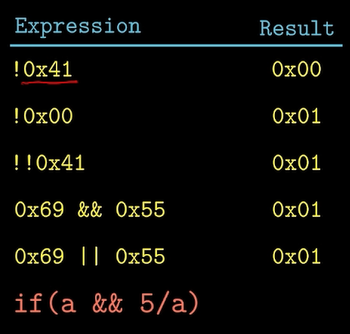 Expression Result
!0x41 0x00
!0x00 0x01
!!0x41 0x01
0x69 && 0x55 0x01
0x69 || 0x55 0x01
if(a && 5/a)